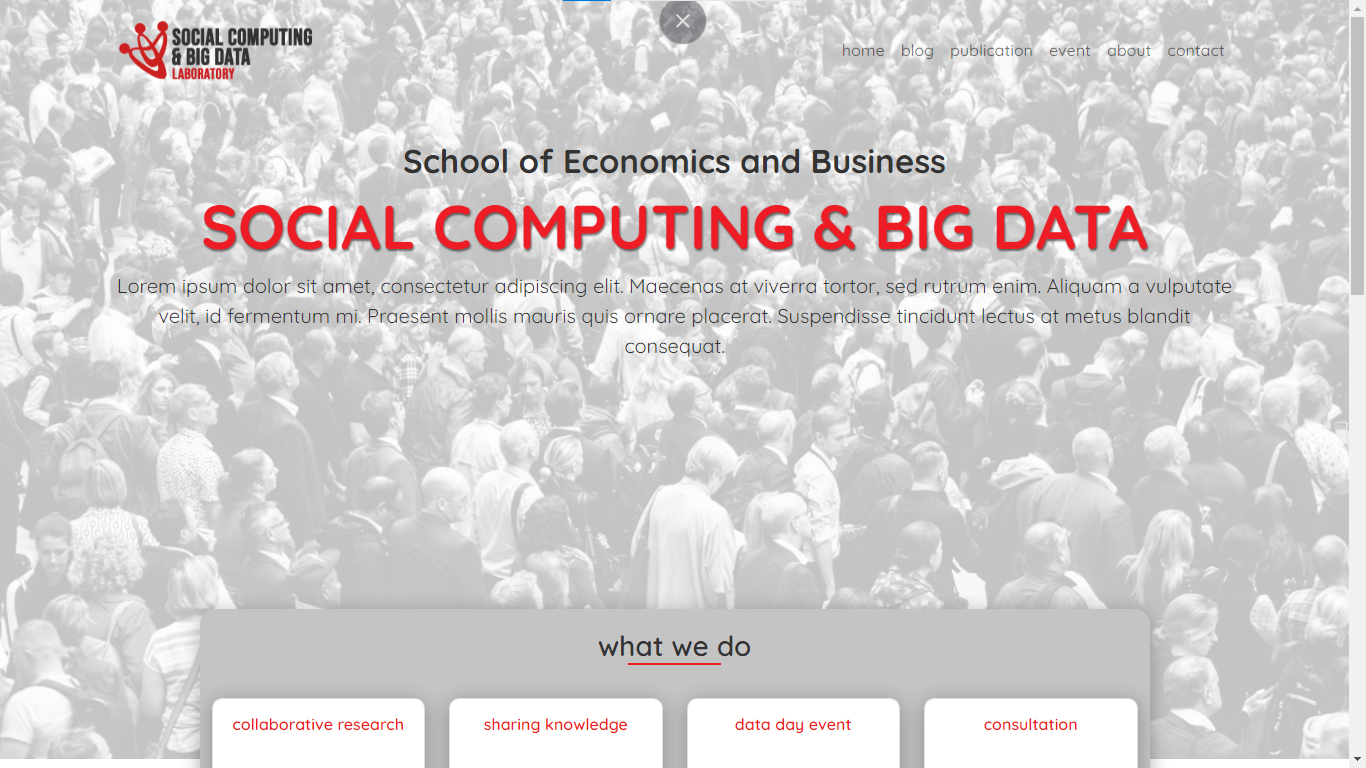 SOCIAL COMPUTING
& BIG DATA
LABORATORY
home blog publication event about contact
School of Economics and Business
SOCIAL COMPUTING & BIG DATA
Lorem ipsum dolor sit amet, consectetur adipiscing elit. Maecenas at viverra tortor, sed rutrum enim. Aliquam a vulputate
velit, id fermentum mi. Praesent mollis mauris quis ornare placerat. Suspendisse tincidunt lectus at metus blandit
consequat.
what we do
collaborative research
sharing knowledge
data day event
consultation